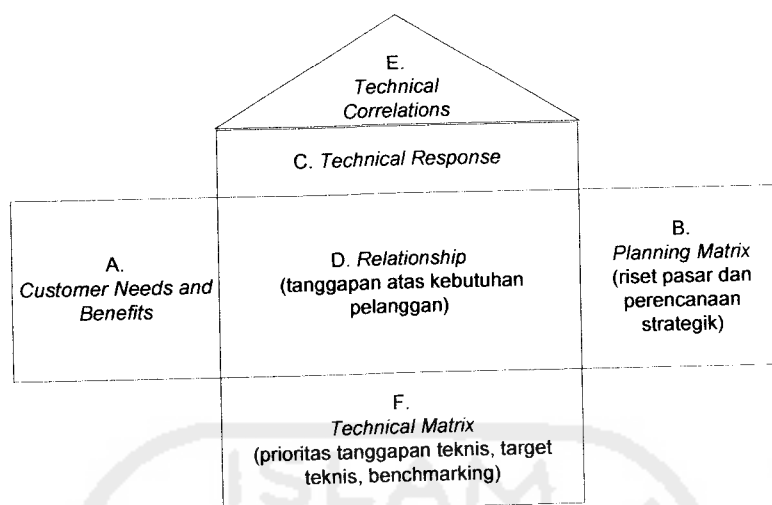 E.
Technical
Correlations
C. Technical Response
A.
Customer Needs and
Benefits
D. Relationship
(tanggapan atas kebutuhan
pelanggan)
B.
Planning Matrix
(riset pasar dan
perencanaan
strategik)
F.
Technical Matrix
(prioritas tanggapan teknis, target
teknis, benchmarking)
ISLAM